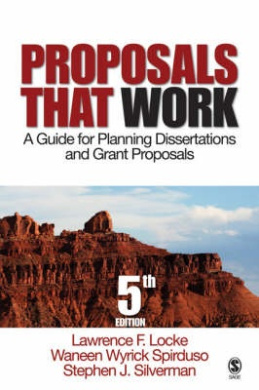 PROPOSALS
THAT WORK
A Guide for Planning Dissertations
and Grant Proposals
5th
EDITION
Lawrence F. Locke
Waneen Wyrick Spirduso
Stephen J. Silverman
SAGE